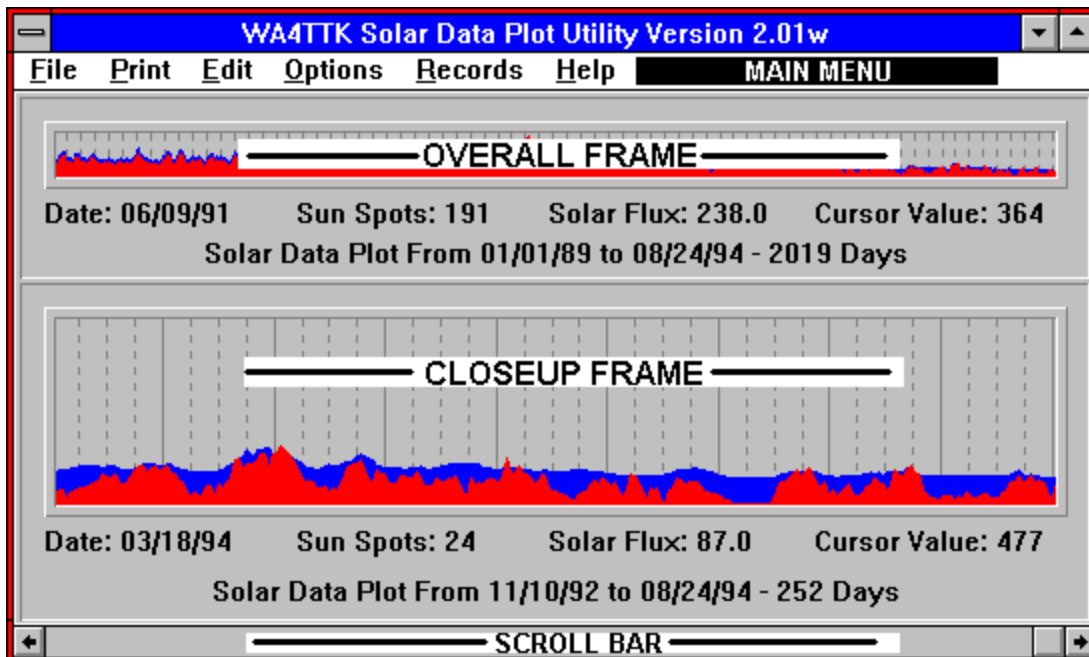 WA4TTK Solar Data Plot Utility Version 2.01w
File Print Edit Options Records Help MAIN MENU
OVERALL FRAME
Date: 06/09/91 Sun Spots: 191 Solar Flux: 238.0 Cursor Value: 364
Solar Data Plot From 01/01/89 to 08/24/94 - 2019 Days
CLOSEUP FRAME
Date: 03/18/94 Sun Spots: 24 Solar Flux: 87.0 Cursor Value: 477
Solar Data Plot From 11/10/92 to 08/24/94 - 252 Days
SCROLL BAR